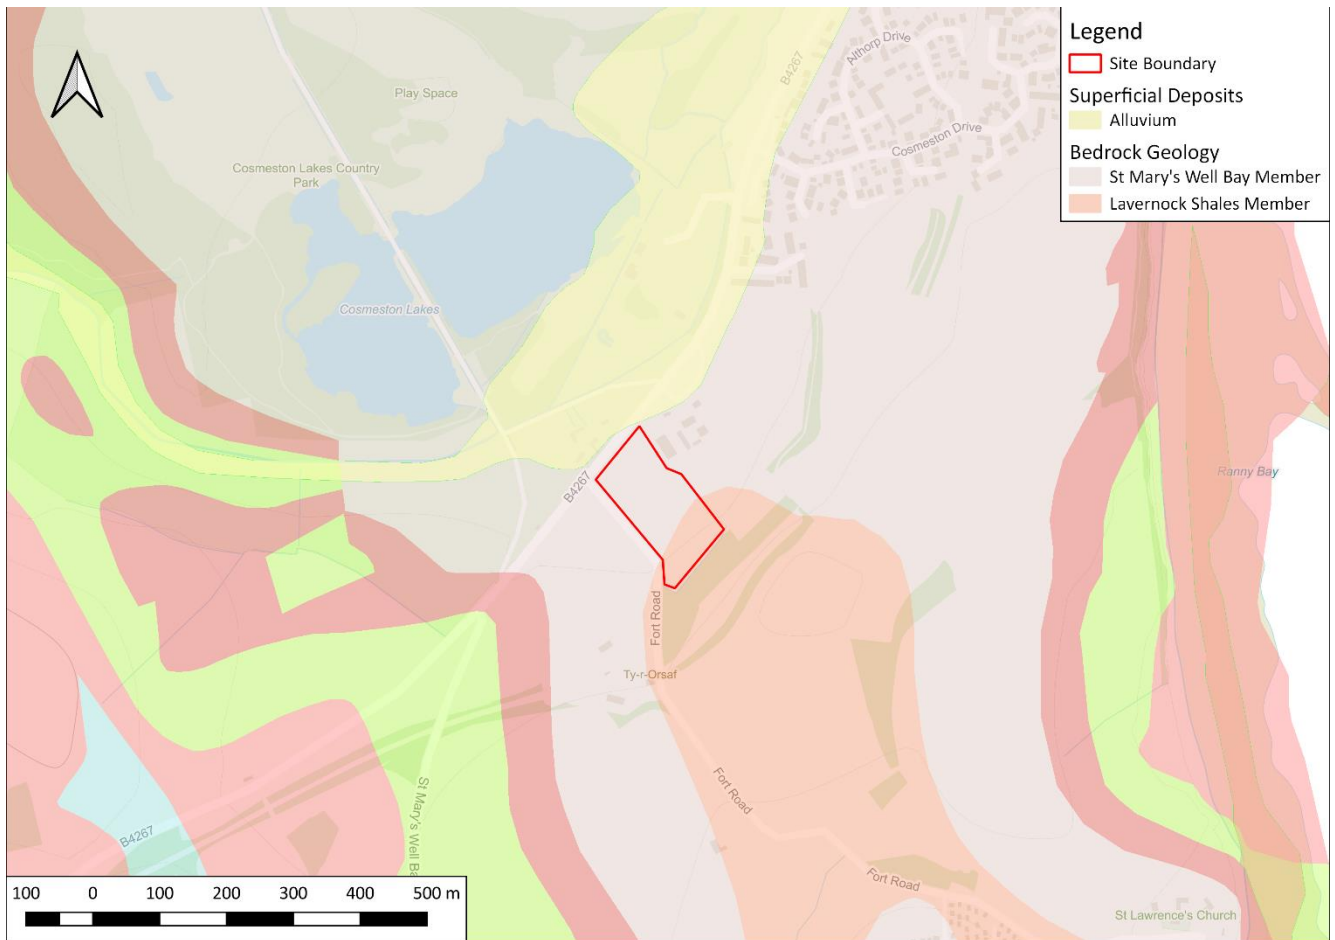 Legend
Site Boundary
Superficial Deposits
Alluvium
Bedrock Geology
St Mary's Well Bay Member
Lavernock Shales Member
Althorp Drive
B4267
Play Space
Cosmeston Drive
Cosmeston Lakes Country
Park
Cosmeston Lakes
Ranny Bay
B4267
Fort Road
Ty-r-Orsaf
Fort Road
St Mary's Well Ba
B4267
Fort Road
St Lawrence's Church
100 0 100 200 300 400 500 m